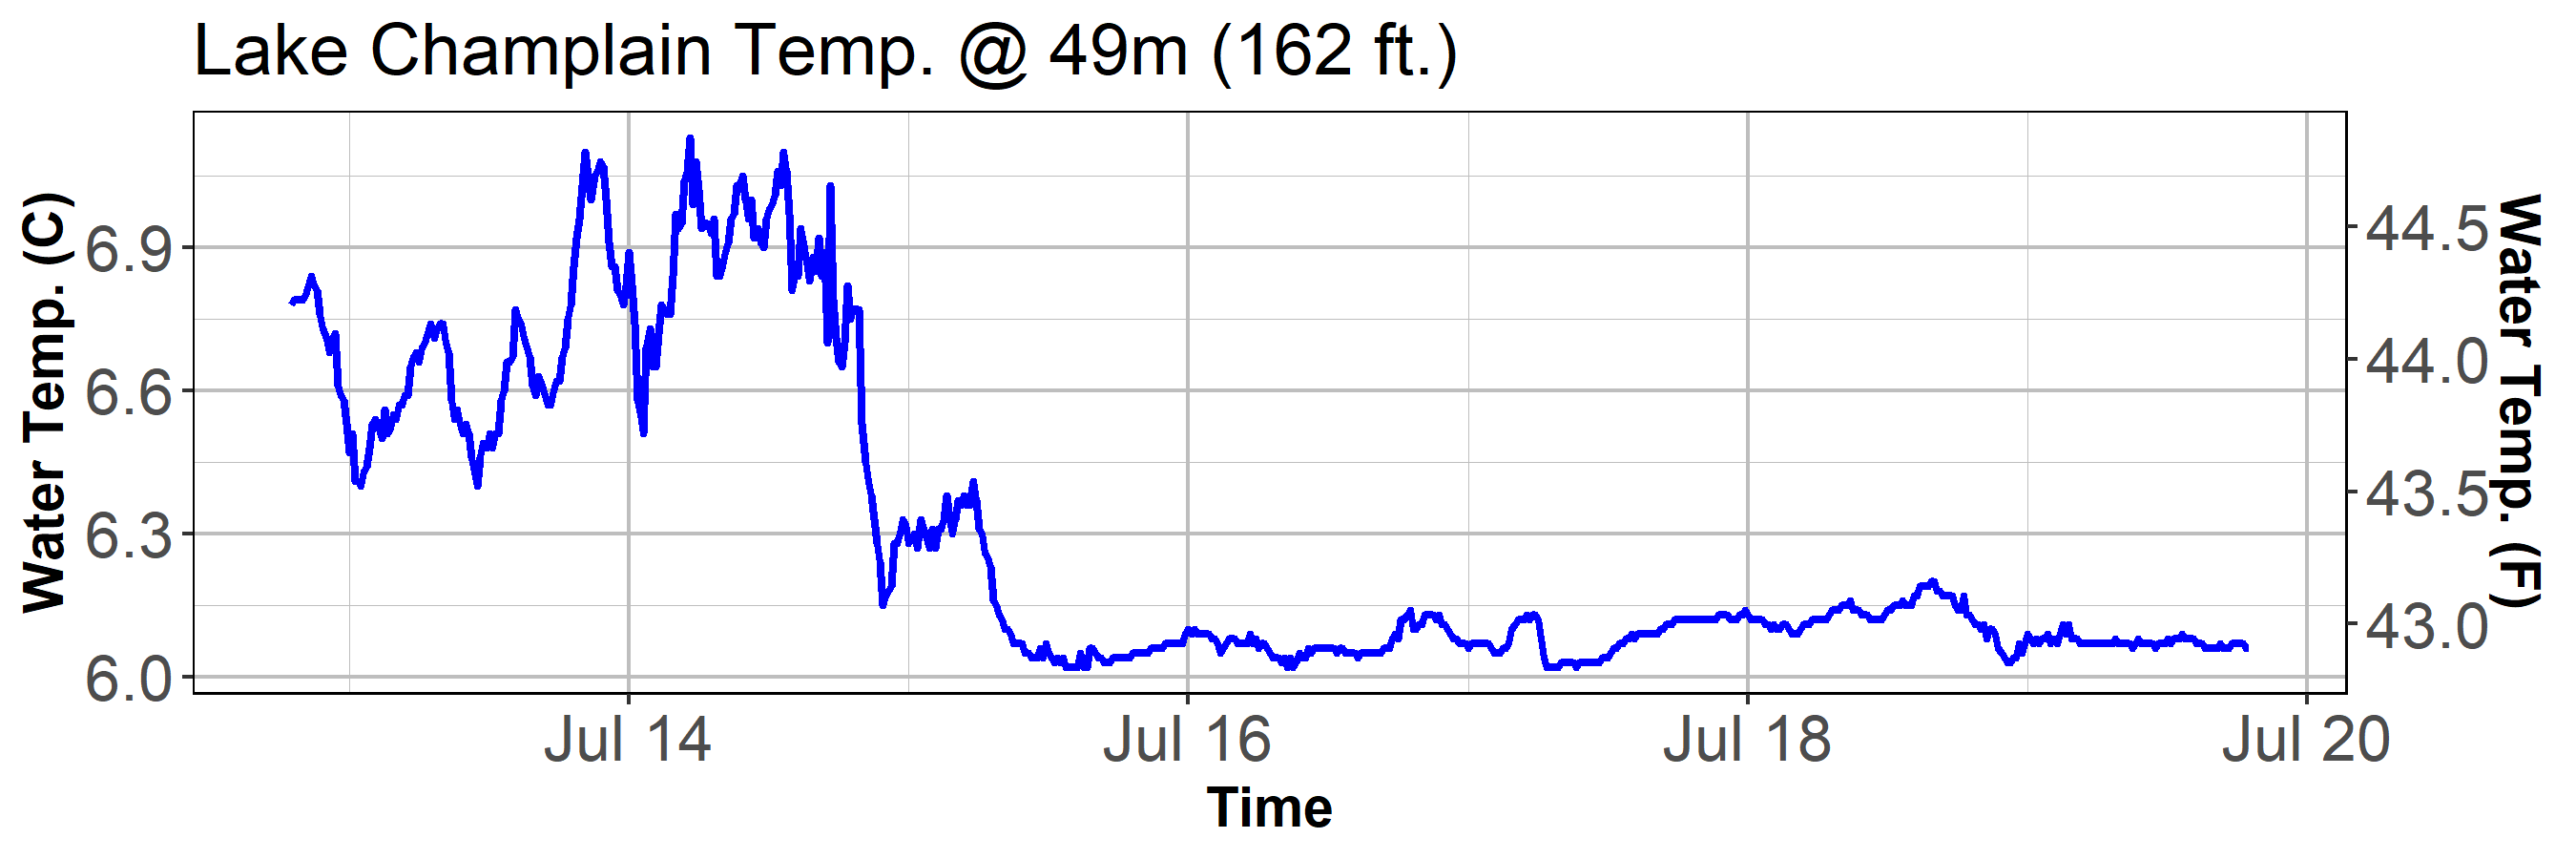 Lake Champlain Temp. @ 49m (162 ft.)
Water Temp. (C)
6.9
6.6
6.3
6.0
44.5
44.0
43.5
43.0
Water Temp. (F)
Jul 14
Jul 16
Jul 18
Jul 20
Time